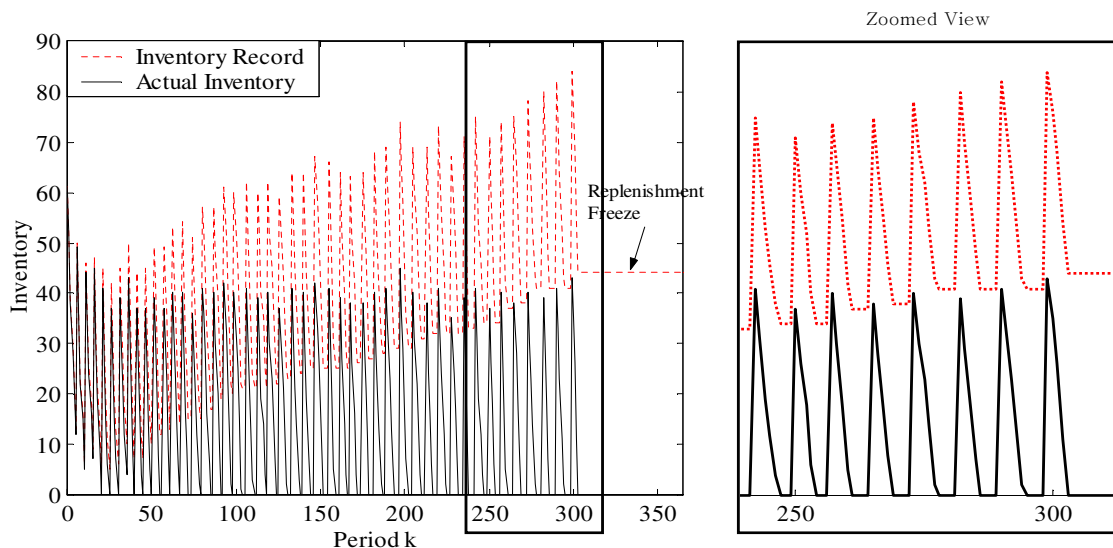 Zoomed View
90
80
70
60
50
40
30
20
10
0
Inventory
Inventory Record
Actual Inventory
Replenishment
Freeze
0
50
100
150
200
250
300
350
Period k
250
300